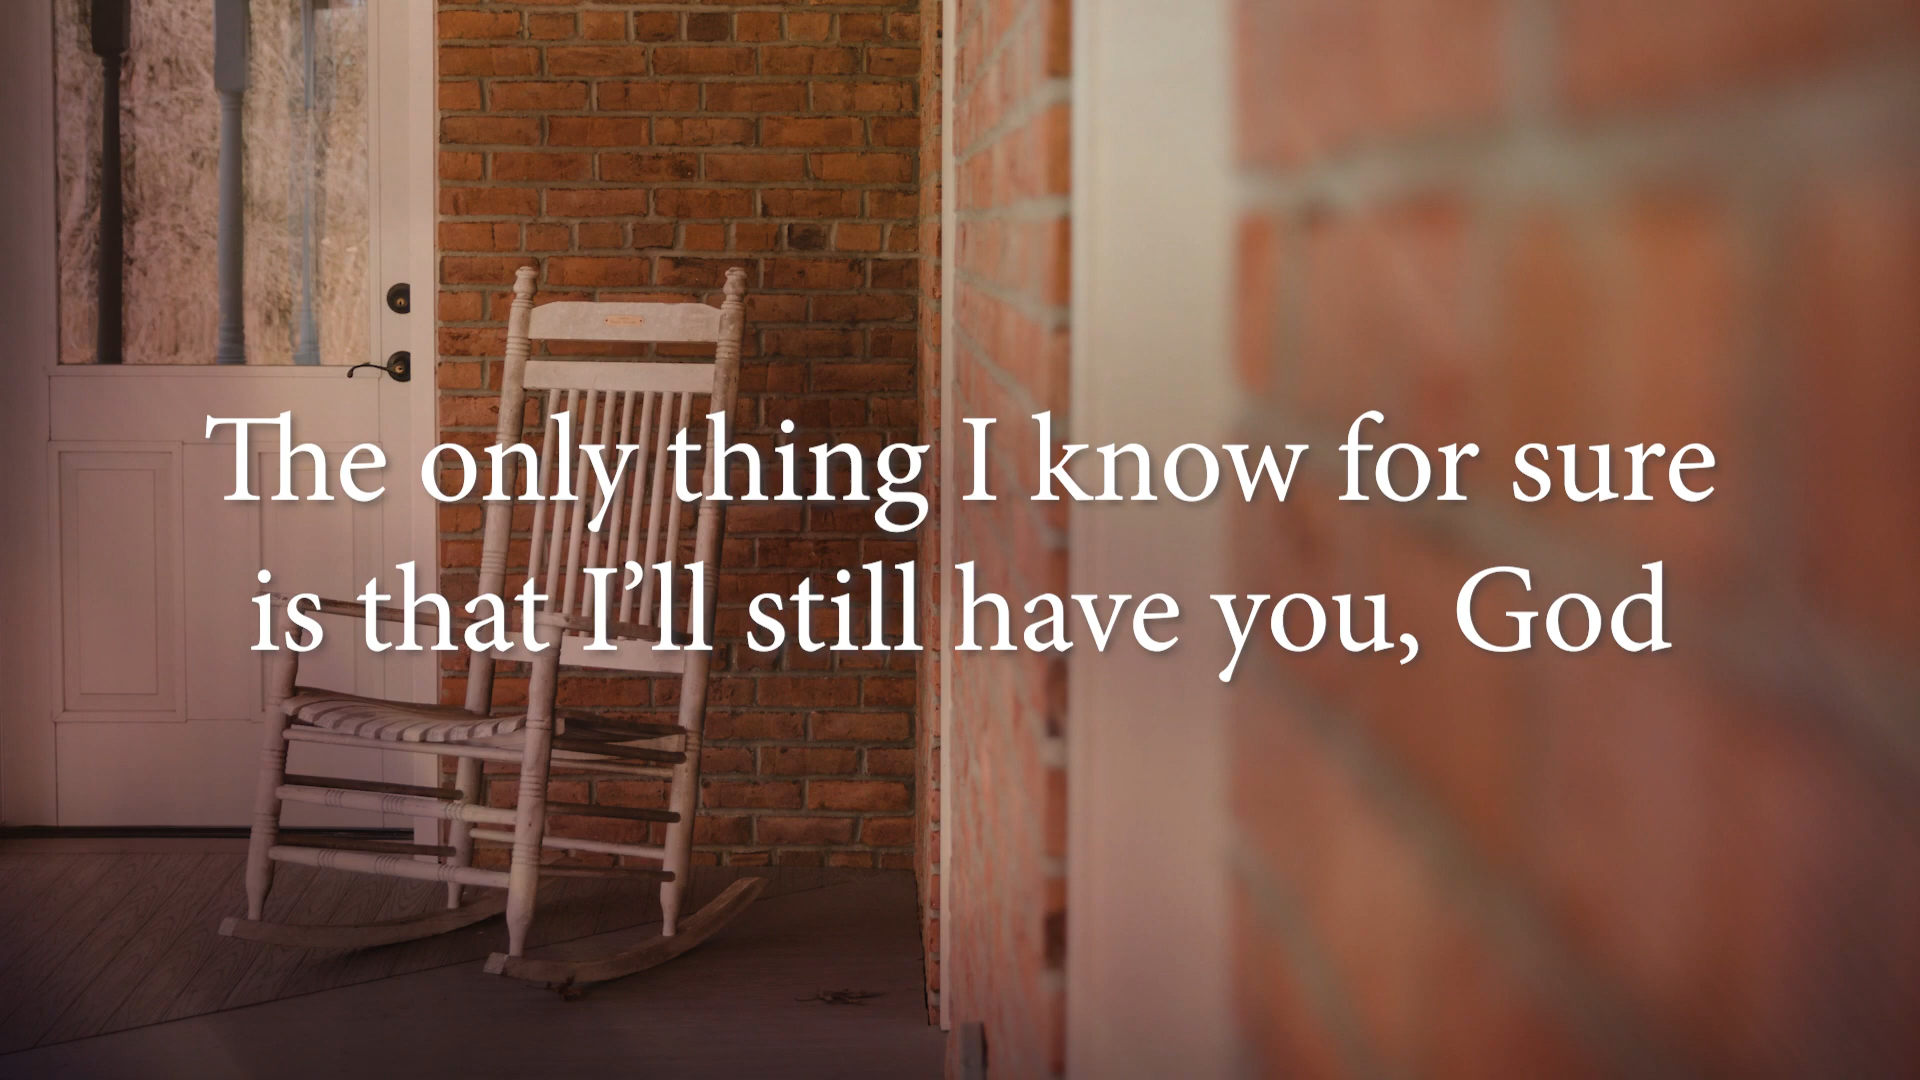 The only thing I know for sure
is that I’ll still have you, God